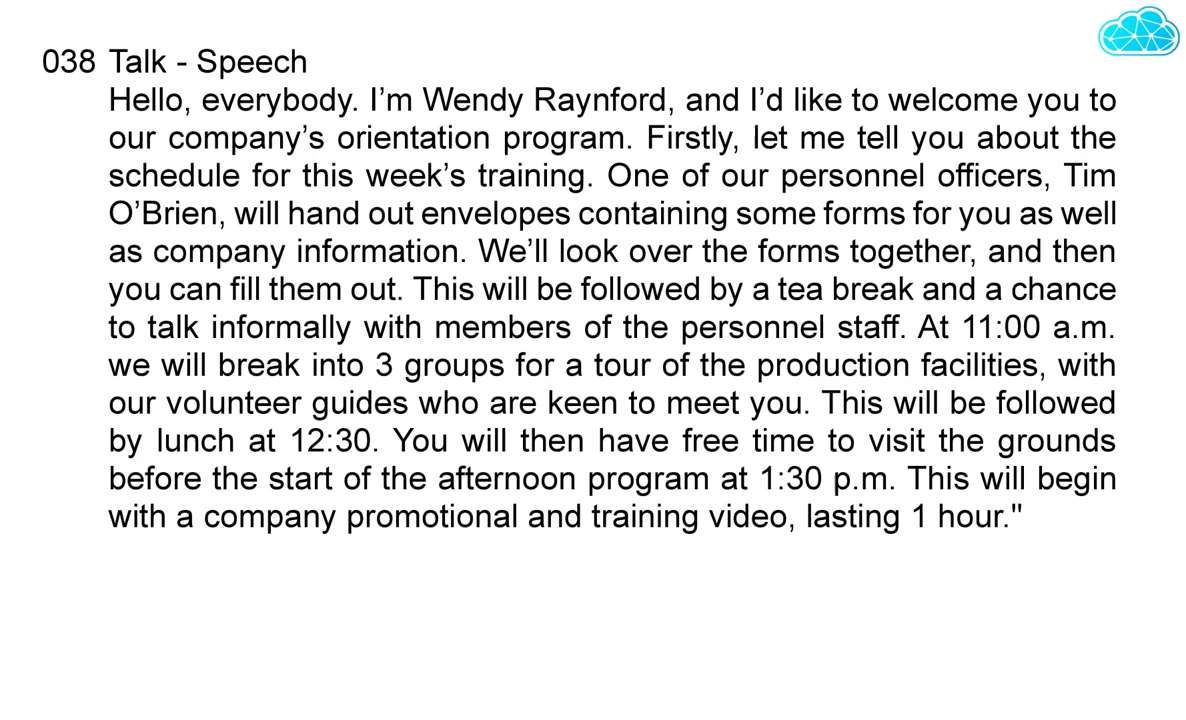 038 Talk - Speech
Hello, everybody. I’m Wendy Raynford, and I’d like to welcome you to
our company’s orientation program. Firstly, let me tell you about the
schedule for this week’s training. One of our personnel officers, Tim
O’Brien, will hand out envelopes containing some forms for you as well
as company information. We’ll look over the forms together, and then
you can fill them out. This will be followed by a tea break and a chance
to talk informally with members of the personnel staff. At 11:00 a.m.
we will break into 3 groups for a tour of the production facilities, with
our volunteer guides who are keen to meet you. This will be followed
by lunch at 12:30. You will then have free time to visit the grounds
before the start of the afternoon program at 1:30 p.m. This will begin
with a company promotional and training video, lasting 1 hour."